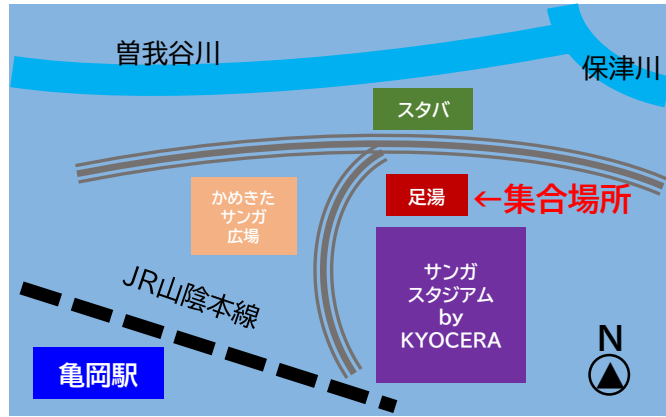 曽我谷川
保津川
スタバ
かめきた
サンガ
広場
足湯
←集合場所
サンガ
スタジアム
by
KYOCERA
JR山陰本線
亀岡駅
N